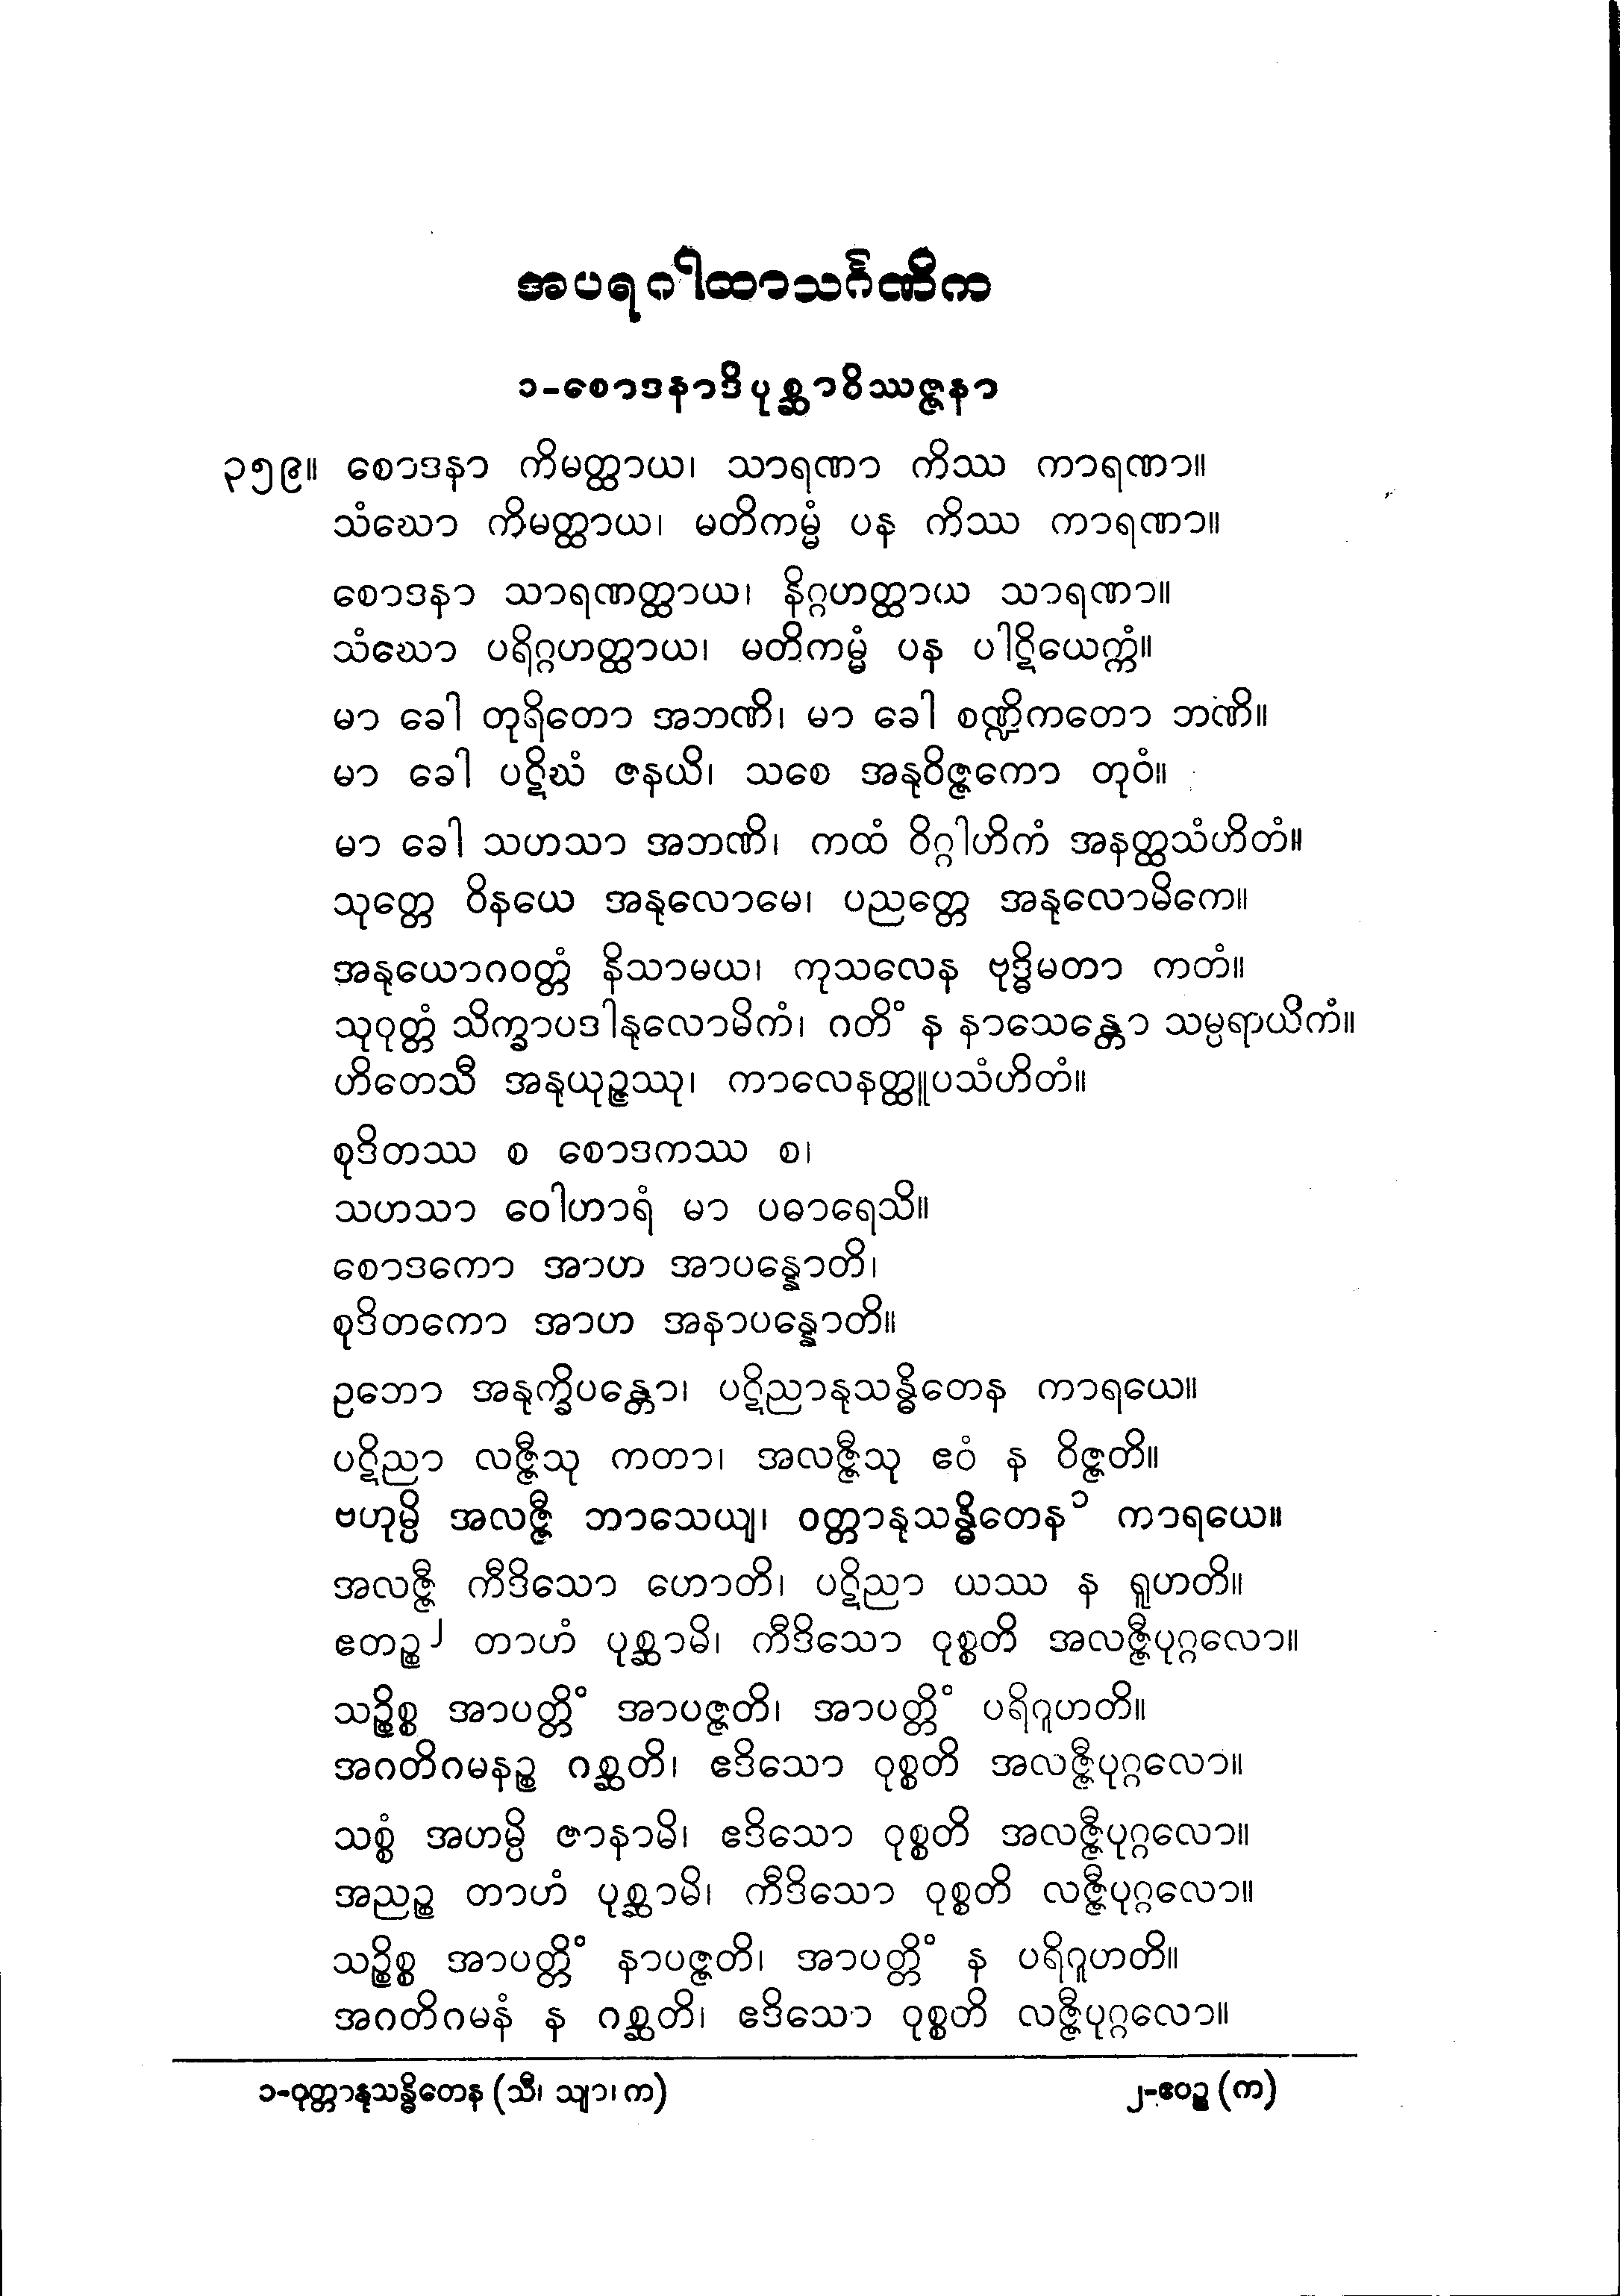 အပရဂါထာသင်္ဂဏိက
၁-စောဒနာဒိပုစ္ဆာဝိဿဇ္ဇနာ
၃၅၉။ စောဒနာ ကိမတ္ထာယ၊ သာရဏာ ကိဿ ကာရဏာ။
သံဃော ကိမတ္ထာယ၊ မတိကမ္မံ ပန ကိဿ ကာရဏာ။
စောဒနာ သာရဏတ္ထာယ၊ နိဂ္ဂဟတ္ထာယ သာရဏာ။
သံဃော ပရိဂ္ဂဟတ္ထာယ၊ မတိကမ္မံ ပန ပါဋိယေက္ကံ။
မာ ခေါ တုရိတော အဘဏိ၊ မာ ခေါ စဏ္ဍိကတော ဘဏိ။
မာ ခေါ ပဋိဃံ ဇနယိ၊ သစေ အနုဝိဇ္ဇကော တုဝံ။
မာ ခေါ သဟသာ အဘဏိ၊ ကထံ ဝိဂ္ဂါဟိကံ အနတ္ထသံဟိတံ။
သုတ္တေ ဝိနယေ အနုလောမေ၊ ပညတ္တေ အနုလောမိကေ။
အနုယောဂဝတ္တံ နိသာမယ၊ ကုသလေန ဗုဒ္ဓိမတာ ကတံ။
သုဝုတ္တံ သိက္ခာပဒါနုလောမိကံ၊ ဂတိံ န နာသေန္တော သမ္ပရာယိကံ။
ဟိတေသီ အနုယုဉ္ဇဿု၊ ကာလေနတ္ထူပသံဟိတံ။
စုဒိတဿ စ စောဒကဿ စ၊
သဟသာ ဝေါဟာရံ မာ ပဓာရေသိ။
စောဒကော အာဟ အာပန္နောတိ၊
စုဒိတကော အာဟ အနာပန္နောတိ။
ဥဘော အနုက္ခိပန္တော၊ ပဋိညာနုသန္ဓိတေန ကာရယေ။
ပဋိညာ လဇ္ဇီသု ကတာ၊ အလဇ္ဇီသု ဧဝံ န ဝိဇ္ဇတိ။
ဗဟုမ္ပိ အလဇ္ဇီ ဘာသေယျ၊ ဝတ္တာနုသန္ဓိတေန၁ ကာရယေ။
အလဇ္ဇီ ကီဒိသော ဟောတိ၊ ပဋိညာ ယဿ န ရူဟတိ။
ဧတဉ္စ၂ တာဟံ ပုစ္ဆာမိ၊ ကီဒိသော ဝုစ္စတိ အလဇ္ဇီပုဂ္ဂလော။
သဉ္စိစ္စ အာပတ္တိံ အာပဇ္ဇတိ၊ အာပတ္တိံ ပရိဂူဟတိ။
အဂတိဂမနဉ္စ ဂစ္ဆတိ၊ ဧဒိသော ဝုစ္စတိ အလဇ္ဇီပုဂ္ဂလော။
သစ္စံ အဟမ္ပိ ဇာနာမိ၊ ဧဒိသော ဝုစ္စတိ အလဇ္ဇီပုဂ္ဂလော။
အညဉ္စ တာဟံ ပုစ္ဆာမိ၊ ကီဒိသော ဝုစ္စတိ လဇ္ဇီပုဂ္ဂလော။
သဉ္စိစ္စ အာပတ္တိံ နာပဇ္ဇတိ၊ အာပတ္တိံ န ပရိဂူဟတိ။
အဂတိဂမနံ န ဂစ္ဆတိ၊ ဧဒိသော ဝုစ္စတိ လဇ္ဇီပုဂ္ဂလော။
၁-ဝုတ္တာနုသန္ဓိတေန (သီ၊ သျာ၊ က) ၂-ဧဝဉ္စ (က)